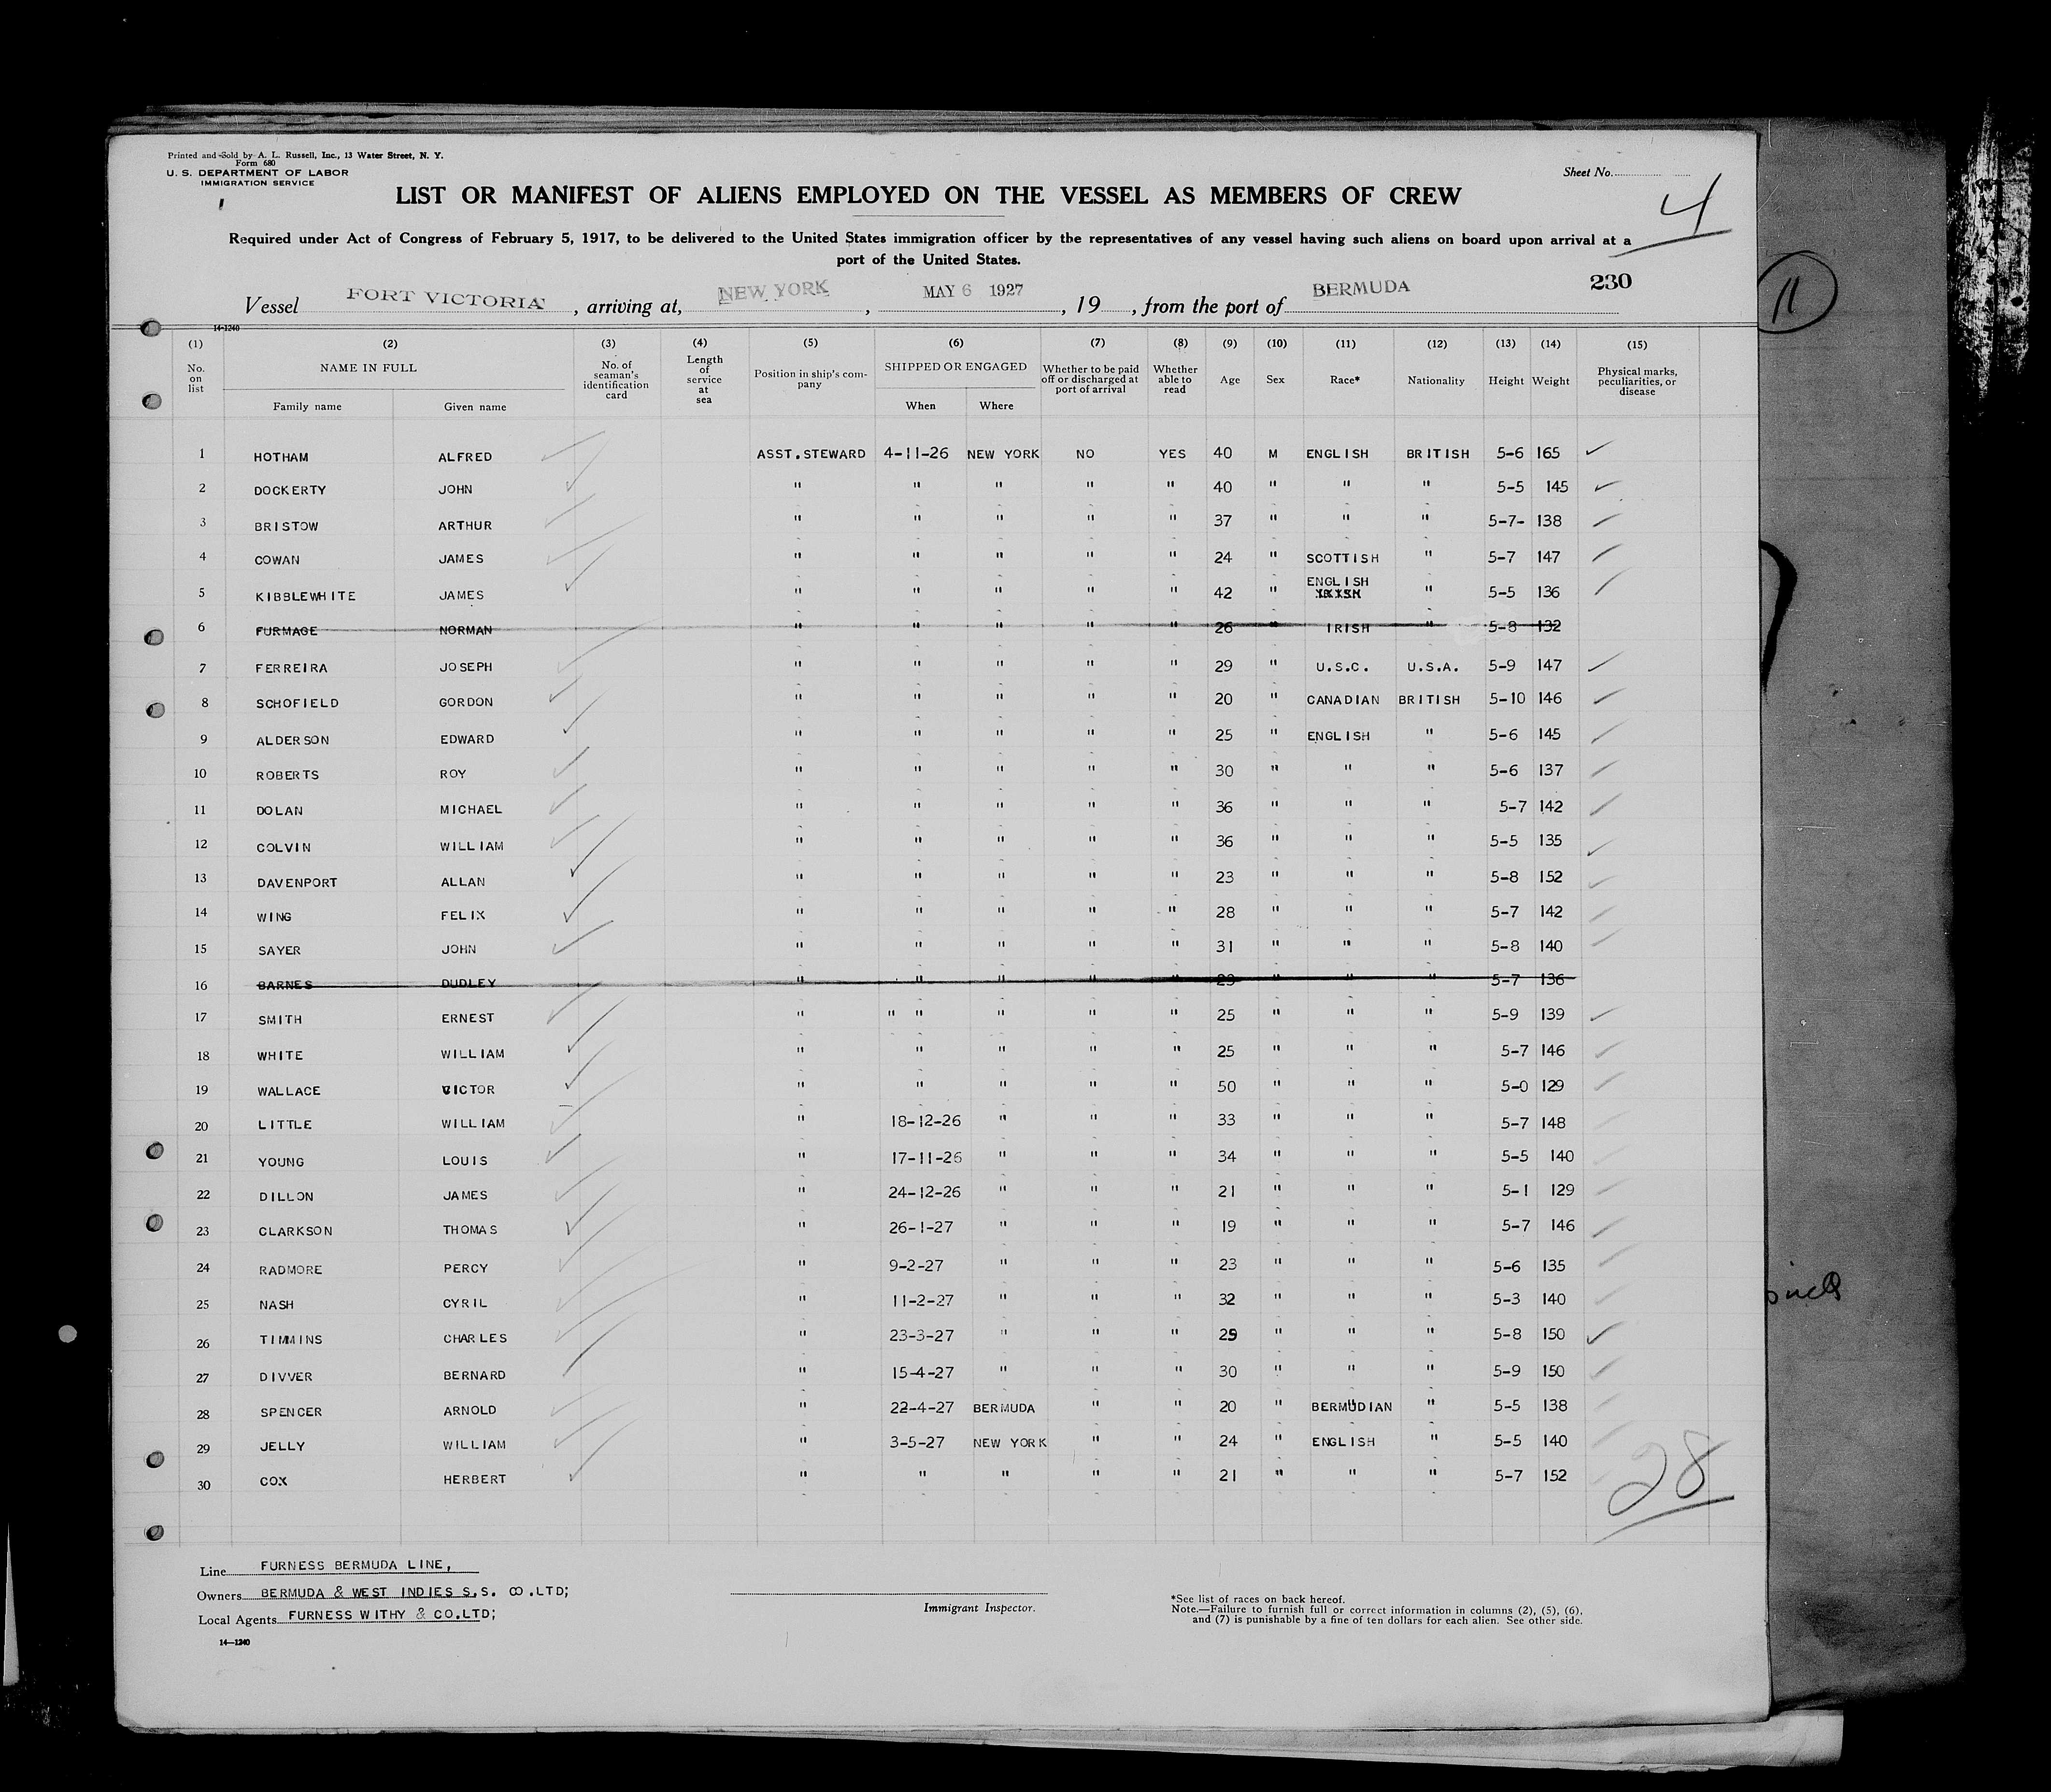 Printed and Sold by A. L. Russell, Inc., 13 Water Street, N. Y.
Form 680
U. S. DEPARTMENT OF LABOR
IMMIGRATION SERVICE
Sheet No.
4
LIST OR MANIFEST OF ALIENS EMPLOYED ON THE VESSEL AS MEMBERS OF CREW
Required under Act of Congress of February 5, 1917, to be delivered to the United States immigration officer by the representatives of any vessel having such aliens on board upon arrival at a
port of the United States.
230
11
Vessel FORT VICTORIA, arriving at, NEW YORK, MAY 6 1927, 19, from the port of BERMUDA
14-1240
(1) (2) (3) (4) (5) (6) (7) (8) (9) (10) (11) (12) (13) (14) (15)
No. on list NAME IN FULL Family name Given name No. of seaman's identification card Length of service at sea Position in ship's company SHIPPED OR ENGAGED When Where Whether to be paid off or discharged at port of arrival Whether able to read Age Sex Race* Nationality Height Weight Physical marks, peculiarities, or disease
1 HOTHAM ALFRED ASST.STEWARD 4-11-26 NEW YORK NO YES 40 M ENGLISH BRITISH 5-6 165
2 DOCKERTY JOHN " " " " " 40 " " " 5-5 145
3 BRISTOW ARTHUR " " " " " 37 " " " 5-7- 138
4 COWAN JAMES " " " " " 24 " SCOTTISH " 5-7 147
5 KIBBLEWHITE JAMES " " " " " 42 " ENGLISH " 5-5 136
6 FURMAGE NORMAN " " " " " 26 " IRISH " 5-8 132
7 FERREIRA JOSEPH " " " " " 29 " U.S.C. U.S.A. 5-9 147
8 SCHOFIELD GORDON " " " " " 20 " CANADIAN BRITISH 5-10 146
9 ALDERSON EDWARD " " " " " 25 " ENGLISH " 5-6 145
10 ROBERTS ROY " " " " " 30 " " " 5-6 137
11 DOLAN MICHAEL " " " " " 36 " " " 5-7 142
12 COLVIN WILLIAM " " " " " 36 " " " 5-5 135
13 DAVENPORT ALLAN " " " " " 23 " " " 5-8 152
14 WING FELIX " " " " " 28 " " " 5-7 142
15 SAYER JOHN " " " " " 31 " " " 5-8 140
16 BARNES DUDLEY " " " " " 23 " " " 5-7 136
17 SMITH ERNEST " " " " " " 25 " " " 5-9 139
18 WHITE WILLIAM " " " " " 25 " " " 5-7 146
19 WALLACE VICTOR " " " " " 50 " " " 5-0 129
20 LITTLE WILLIAM " 18-12-26 " " " 33 " " " 5-7 148
21 YOUNG LOUIS " 17-11-26 " " " 34 " " " 5-5 140
22 DILLON JAMES " 24-12-26 " " " 21 " " " 5-1 129
23 CLARKSON THOMAS " 26-1-27 " " " 19 " " " 5-7 146
24 RADMORE PERCY " 9-2-27 " " " 23 " " " 5-6 135
25 NASH CYRIL " 11-2-27 " " " 32 " " " 5-3 140
26 TIMMINS CHARLES " 23-3-27 " " " 29 " " " 5-8 150
27 DIVVER BERNARD " 15-4-27 " " " 30 " " " 5-9 150
28 SPENCER ARNOLD " 22-4-27 BERMUDA " " 20 " BERMUDIAN " 5-5 138
29 JELLY WILLIAM " 3-5-27 NEW YORK " " 24 " ENGLISH " 5-5 140
30 COX HERBERT " " " " " 21 " " " 5-7 152
28
Line FURNESS BERMUDA LINE,
Owners BERMUDA & WEST INDIES S.S. CO.LTD;
Local Agents FURNESS WITHY & CO.LTD;
14-1240
Immigrant Inspector.
*See list of races on back hereof.
Note.—Failure to furnish full or correct information in columns (2), (5), (6),
and (7) is punishable by a fine of ten dollars for each alien. See other side.